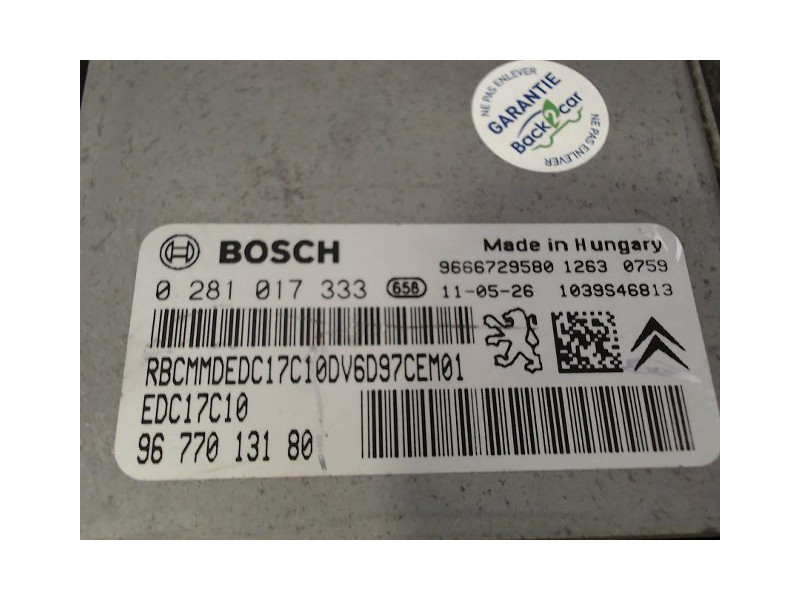 NE PAS ENLEVER
GARANTIE
Back2car
NE PAS ENLEVER
BOSCH
Made in Hungary
9666729580 1263 0759
0 281 017 333 658 11-05-26 1039S46813
RBCMMDEDC17C10DV6D97CEM01
EDC17C10
96 770 131 80